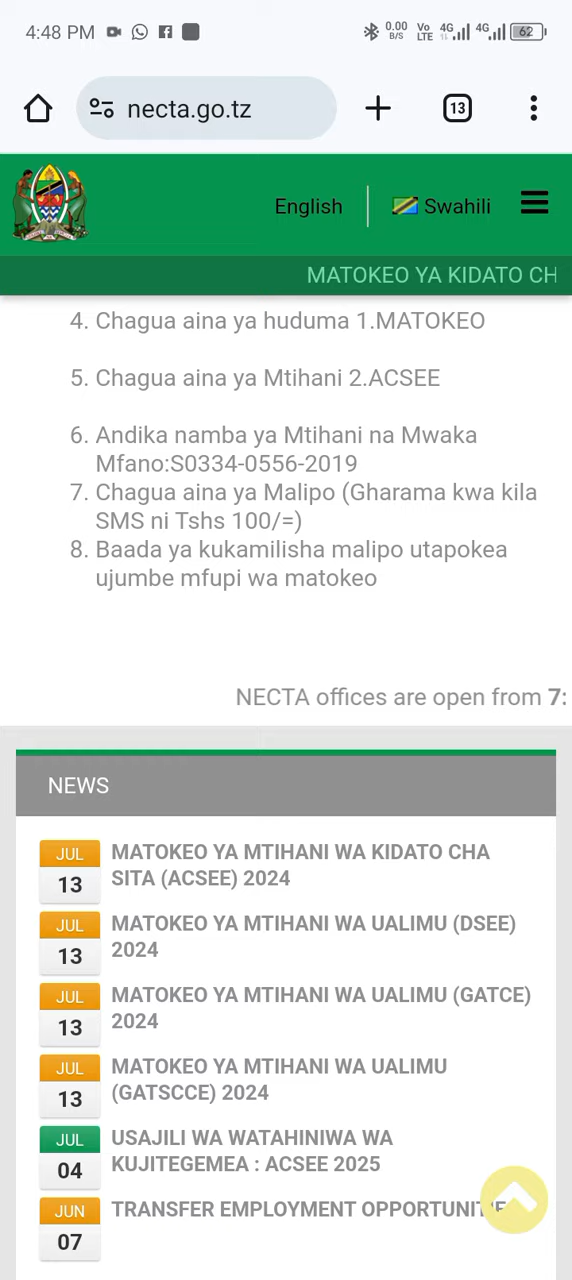 4:48 PM
0.00
B/S
Vo
LTE
4G
4G
62
necta.go.tz
13
English
Swahili
MATOKEO YA KIDATO CH
4. Chagua aina ya huduma 1.MATOKEO
5. Chagua aina ya Mtihani 2.ACSEE
6. Andika namba ya Mtihani na Mwaka
Mfano:S0334-0556-2019
7. Chagua aina ya Malipo (Gharama kwa kila
SMS ni Tshs 100/=)
8. Baada ya kukamilisha malipo utapokea
ujumbe mfupi wa matokeo
NECTA offices are open from 7:
NEWS
JUL
13
MATOKEO YA MTIHANI WA KIDATO CHA
SITA (ACSEE) 2024
JUL
13
MATOKEO YA MTIHANI WA UALIMU (DSEE)
2024
JUL
13
MATOKEO YA MTIHANI WA UALIMU (GATCE)
2024
JUL
13
MATOKEO YA MTIHANI WA UALIMU
(GATSCCE) 2024
JUL
04
USAJILI WA WATAHINIWA WA
KUJITEGEMEA : ACSEE 2025
JUN
07
TRANSFER EMPLOYMENT